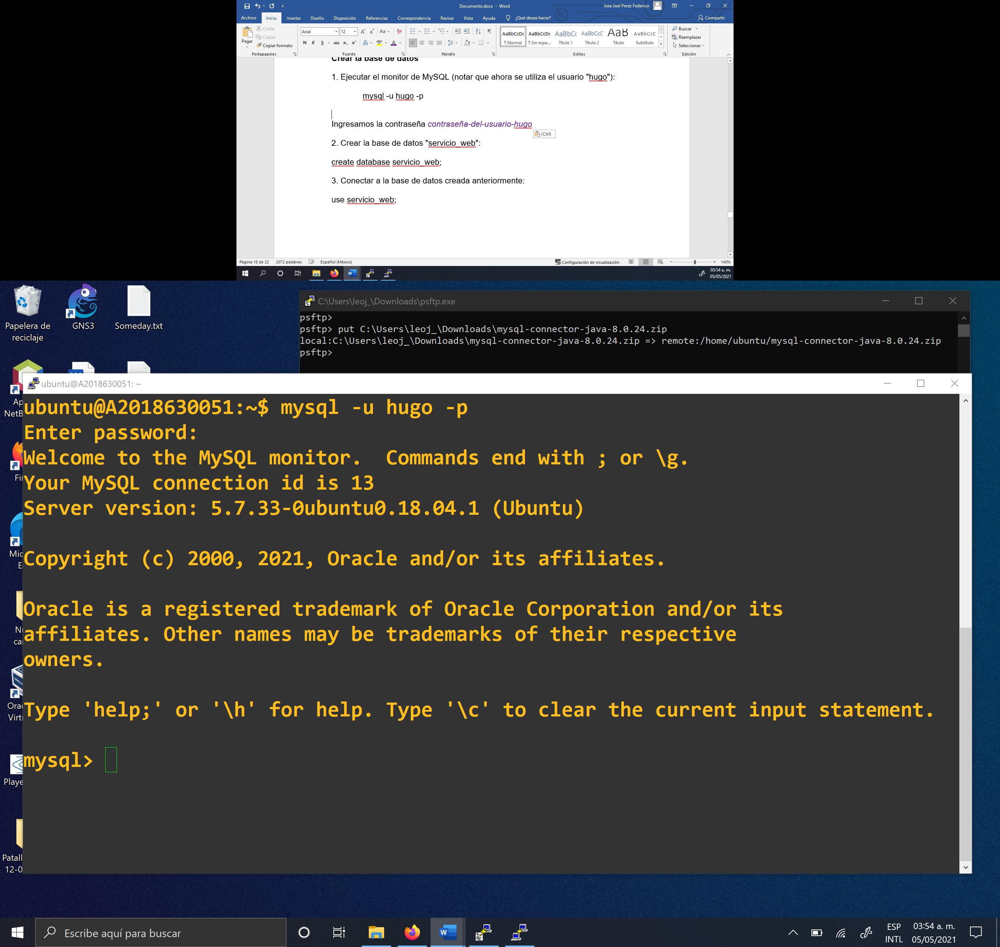 Documento.docx - Word
Jose Joel Perez Federico
Archivo Inicio Insertar Diseño Disposición Referencias Correspondencia Revisar Vista Ayuda ¿Qué desea hacer? Compartir
Pegar
Cortar
Copiar
Copiar formato
Portapapeles
Arial 12
N K S abc x₂ x²
Fuente
Párrafo
AaBbCcDc AaBbCcDc AaBbCc AaBbCcE AaB AaBbCcE
¶ Normal ¶ Sin espa... Título 1 Título 2 Título Subtítulo
Estilos
Buscar
Reemplazar
Seleccionar
Edición
Crear la base de datos
1. Ejecutar el monitor de MySQL (notar que ahora se utiliza el usuario "hugo"):
mysql -u hugo -p
Ingresamos la contraseña contraseña-del-usuario-hugo
(Ctrl)
2. Crear la base de datos "servicio_web":
create database servicio_web;
3. Conectar a la base de datos creada anteriormente:
use servicio_web;
Página 18 de 22 2072 palabras Español (México) Configuración de visualización 140%
03:54 a. m.
05/05/2021
Papelera de
reciclaje
GNS3
Someday.txt
C:\Users\leoj_\Downloads\psftp.exe
psftp>
psftp> put C:\Users\leoj_\Downloads\mysql-connector-java-8.0.24.zip
local:C:\Users\leoj_\Downloads\mysql-connector-java-8.0.24.zip => remote:/home/ubuntu/mysql-connector-java-8.0.24.zip
psftp>
ubuntu@A2018630051: ~
ubuntu@A2018630051:~$ mysql -u hugo -p
Enter password:
Welcome to the MySQL monitor.  Commands end with ; or \g.
Your MySQL connection id is 13
Server version: 5.7.33-0ubuntu0.18.04.1 (Ubuntu)
Copyright (c) 2000, 2021, Oracle and/or its affiliates.
Oracle is a registered trademark of Oracle Corporation and/or its
affiliates. Other names may be trademarks of their respective
owners.
Type 'help;' or '\h' for help. Type '\c' to clear the current input statement.
mysql>
Escribe aquí para buscar
ESP
INTL
03:54 a. m.
05/05/2021